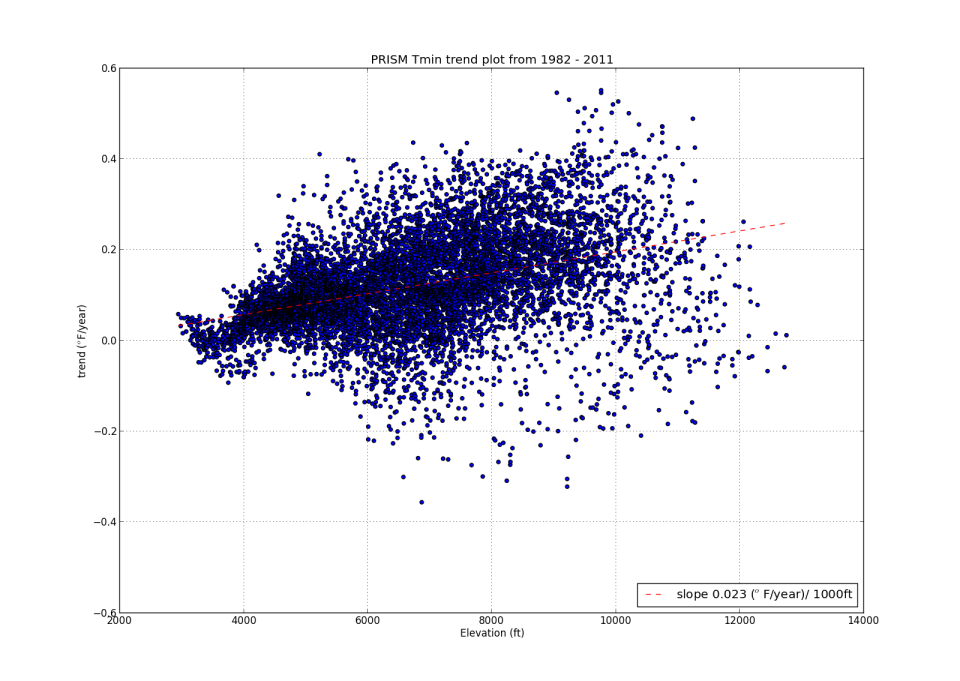 PRISM Tmin trend plot from 1982 - 2011
0.6
0.4
0.2
0.0
−0.2
−0.4
−0.6
trend (°F/year)
slope 0.023 (° F/year)/ 1000ft
2000 4000 6000 8000 10000 12000 14000
Elevation (ft)